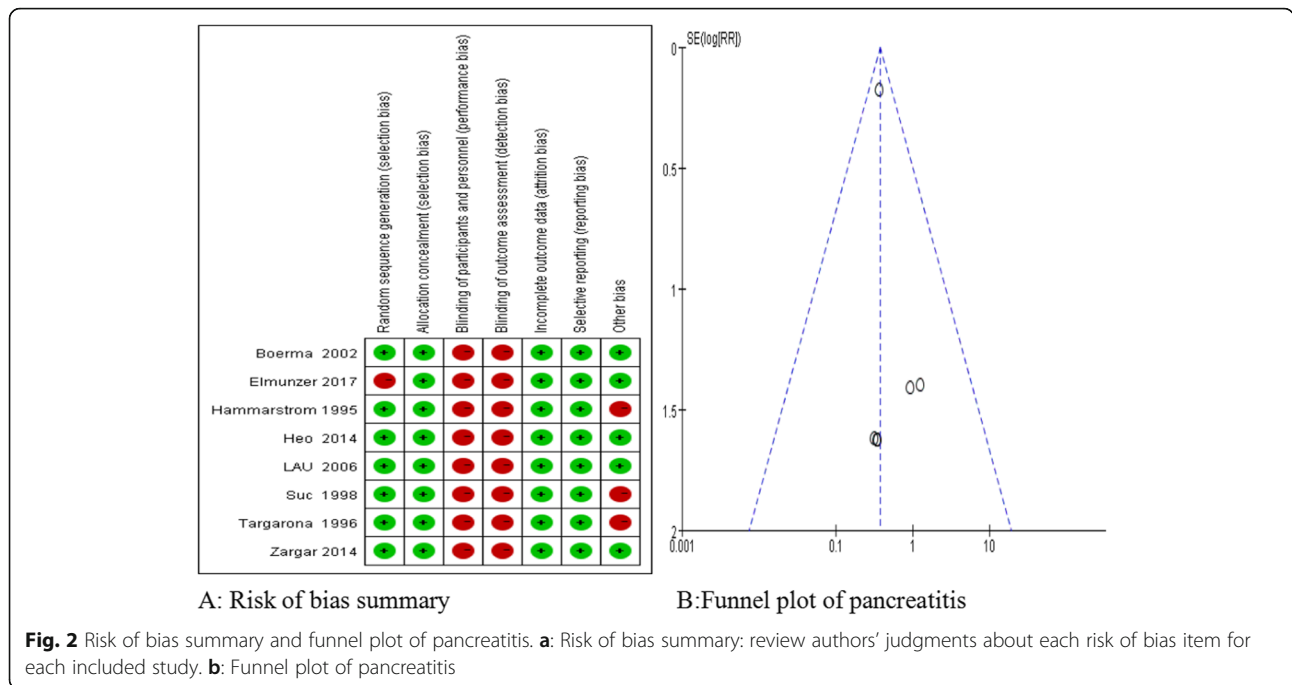 Random sequence generation (selection bias)
Allocation concealment (selection bias)
Blinding of participants and personnel (performance bias)
Blinding of outcome assessment (detection bias)
Incomplete outcome data (attrition bias)
Selective reporting (reporting bias)
Other bias
Boerma 2002 + + - - + + +
Elmunzer 2017 - + - - + + +
Hammarstrom 1995 + + - - + + -
Heo 2014 + + - - + + +
LAU 2006 + + - - + + +
Suc 1998 + + - - + + -
Targarona 1996 + + - - + + -
Zargar 2014 + + - - + + +
A: Risk of bias summary
SE(log[RR])
0
0.5
1
1.5
2
0.001 0.1 1 10
B:Funnel plot of pancreatitis
Fig. 2 Risk of bias summary and funnel plot of pancreatitis. a: Risk of bias summary: review authors’ judgments about each risk of bias item for
each included study. b: Funnel plot of pancreatitis